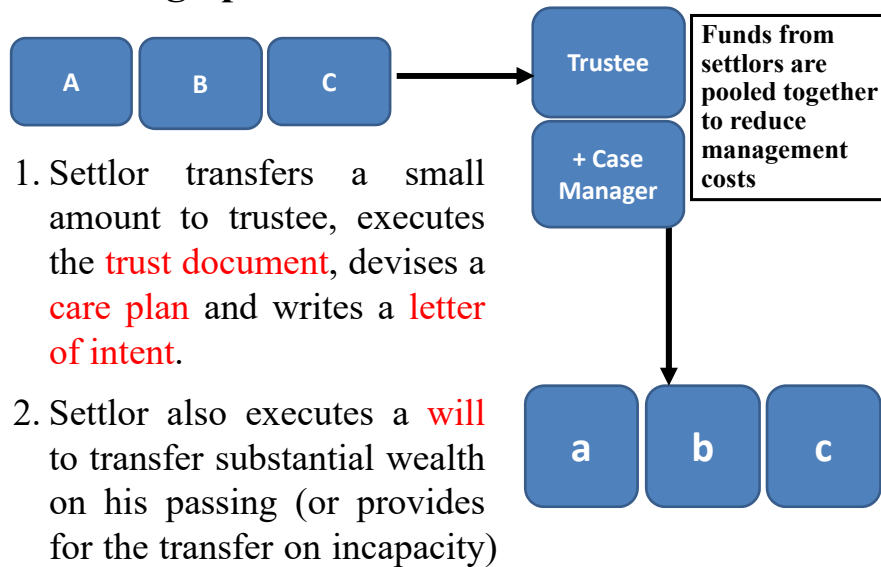 A
B
C
Trustee
+ Case
Manager
Funds from
settlors are
pooled together
to reduce
management
costs
1. Settlor transfers a small
amount to trustee, executes
the trust document, devises a
care plan and writes a letter
of intent.
2. Settlor also executes a will
to transfer substantial wealth
on his passing (or provides
for the transfer on incapacity)
a
b
c